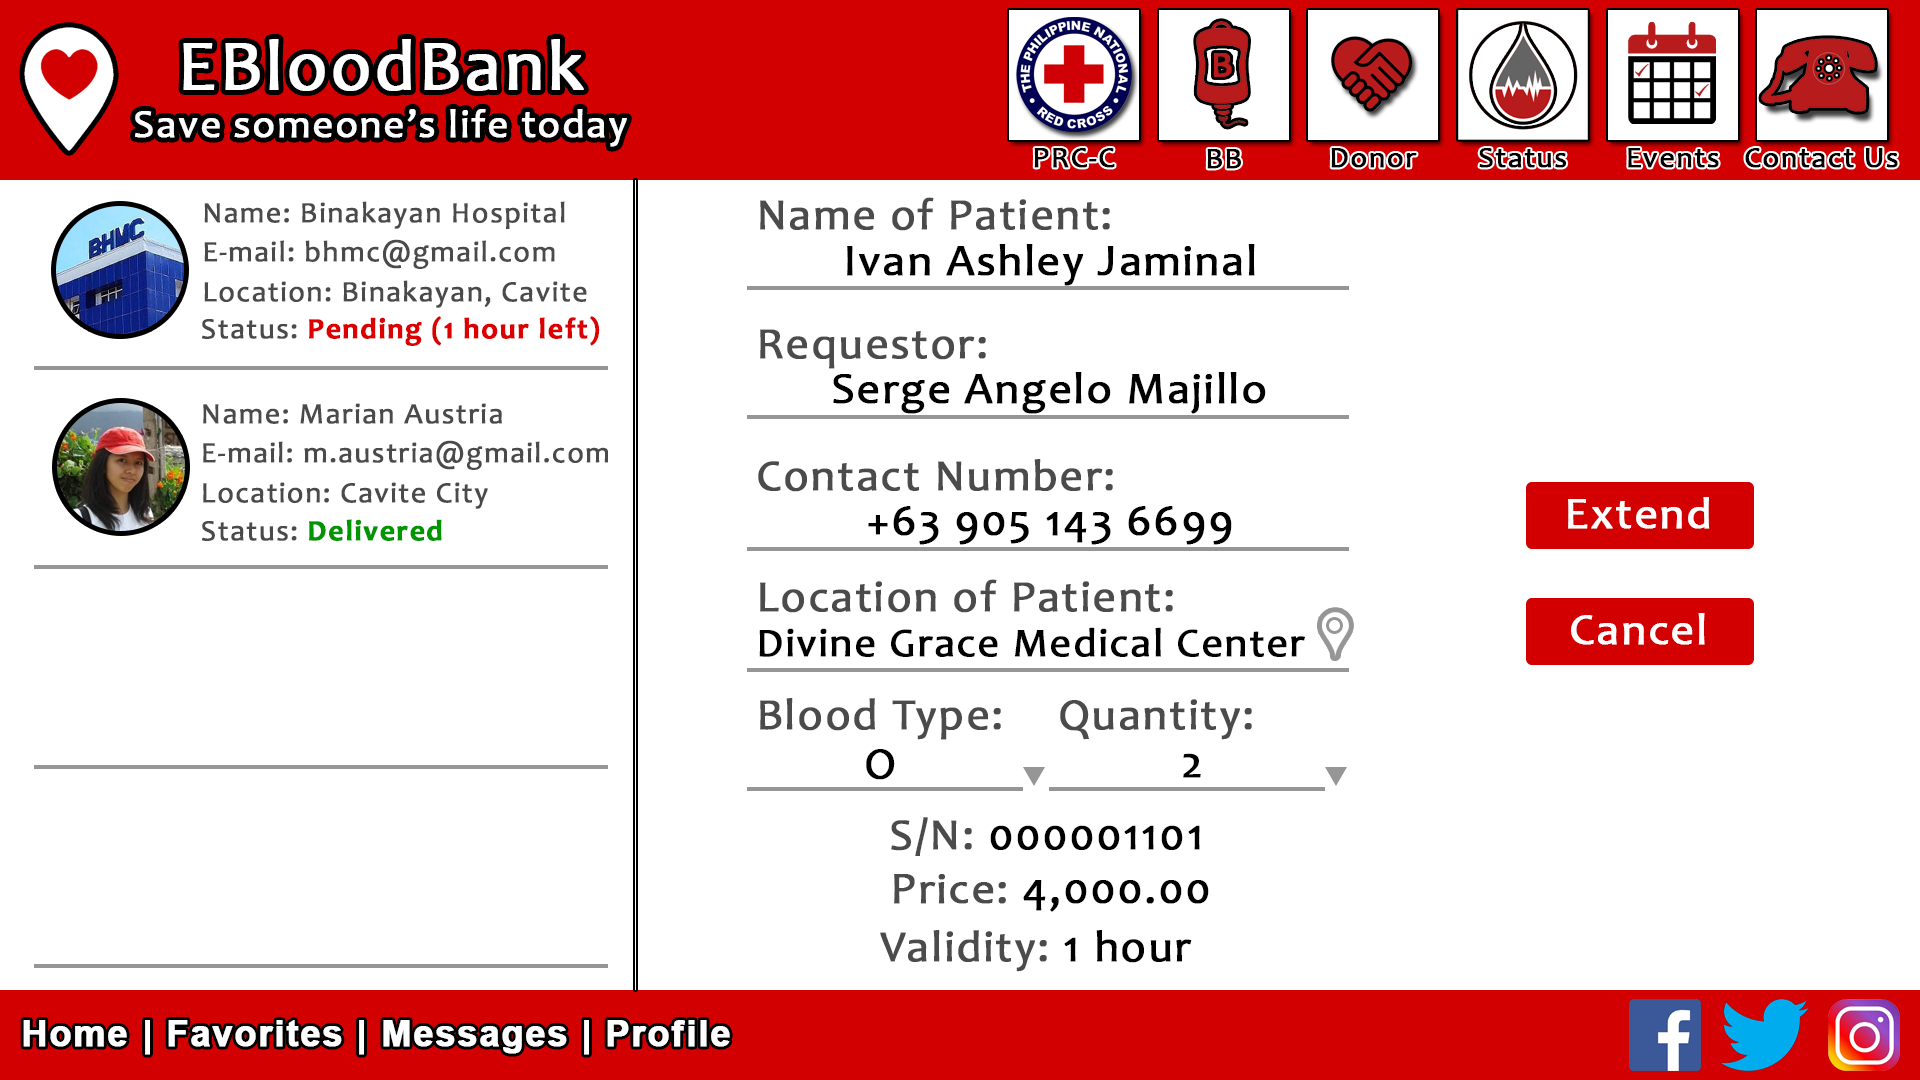 EBloodBank
Save someone's life today
THE PHILIPPINE NATIONAL
• RED CROSS •
B
PRC-C
BB
Donor
Status
Events
Contact Us
BHMC
Name: Binakayan Hospital
E-mail: bhmc@gmail.com
Location: Binakayan, Cavite
Status: Pending (1 hour left)
Name: Marian Austria
E-mail: m.austria@gmail.com
Location: Cavite City
Status: Delivered
Name of Patient:
Ivan Ashley Jaminal
Requestor:
Serge Angelo Majillo
Contact Number:
+63 905 143 6699
Location of Patient:
Divine Grace Medical Center
Blood Type: Quantity:
O 2
S/N: 000001101
Price: 4,000.00
Validity: 1 hour
Extend
Cancel
Home | Favorites | Messages | Profile